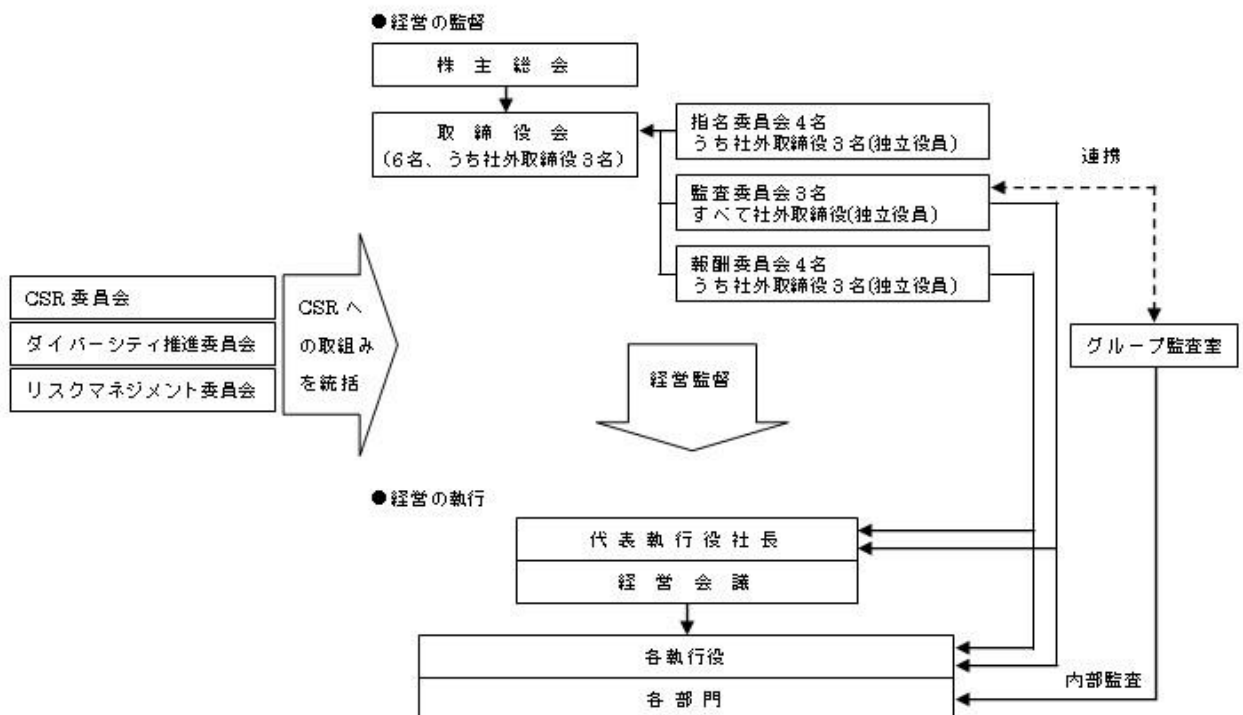 ●経営の監督
株主総会
取締役会
(6名、うち社外取締役3名)
指名委員会4名
うち社外取締役3名(独立役員)
監査委員会3名
すべて社外取締役(独立役員)
報酬委員会4名
うち社外取締役3名(独立役員)
連携
グループ監査室
CSR委員会
ダイバーシティ推進委員会
リスクマネジメント委員会
CSRへ
の取組み
を統括
経営監督
●経営の執行
代表執行役社長
経営会議
各執行役
各部門
内部監査